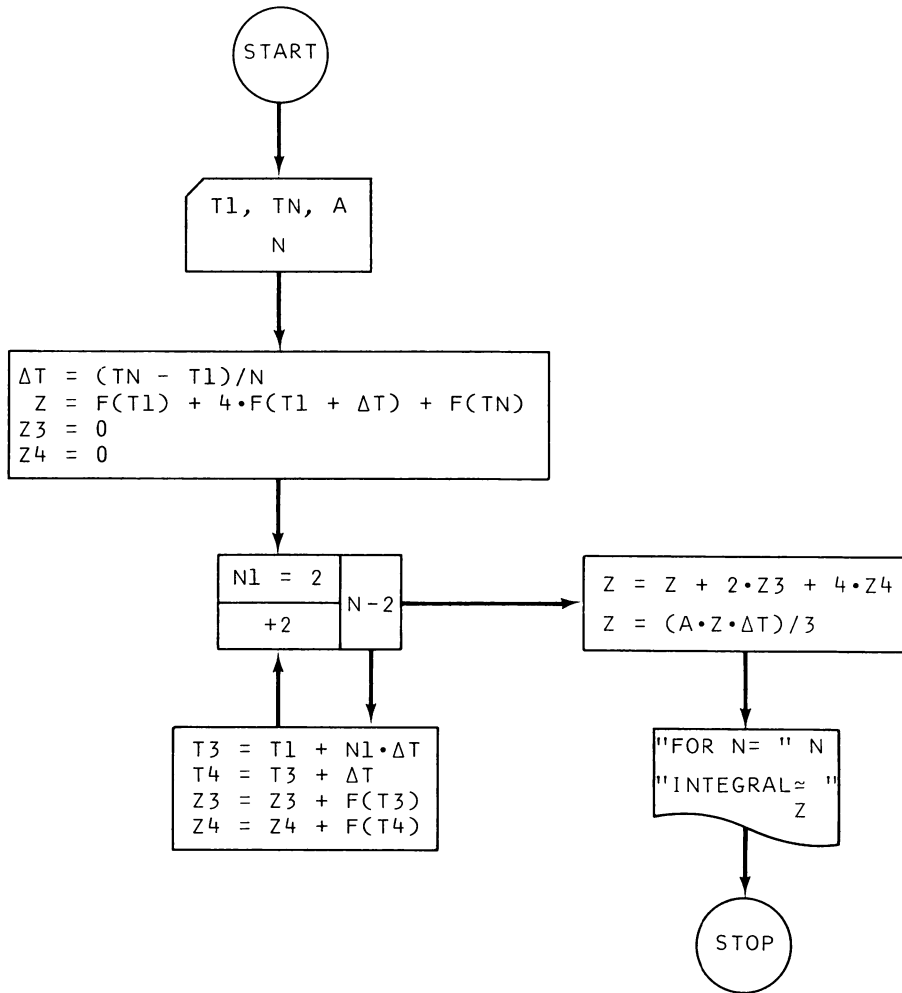 START
T1, TN, A
N
ΔT = (TN - T1)/N
Z = F(T1) + 4•F(T1 + ΔT) + F(TN)
Z3 = 0
Z4 = 0
N1 = 2
N-2
+2
Z = Z + 2•Z3 + 4•Z4
Z = (A•Z•ΔT)/3
T3 = T1 + N1•ΔT
T4 = T3 + ΔT
Z3 = Z3 + F(T3)
Z4 = Z4 + F(T4)
"FOR N= " N
"INTEGRAL≃ "
Z
STOP